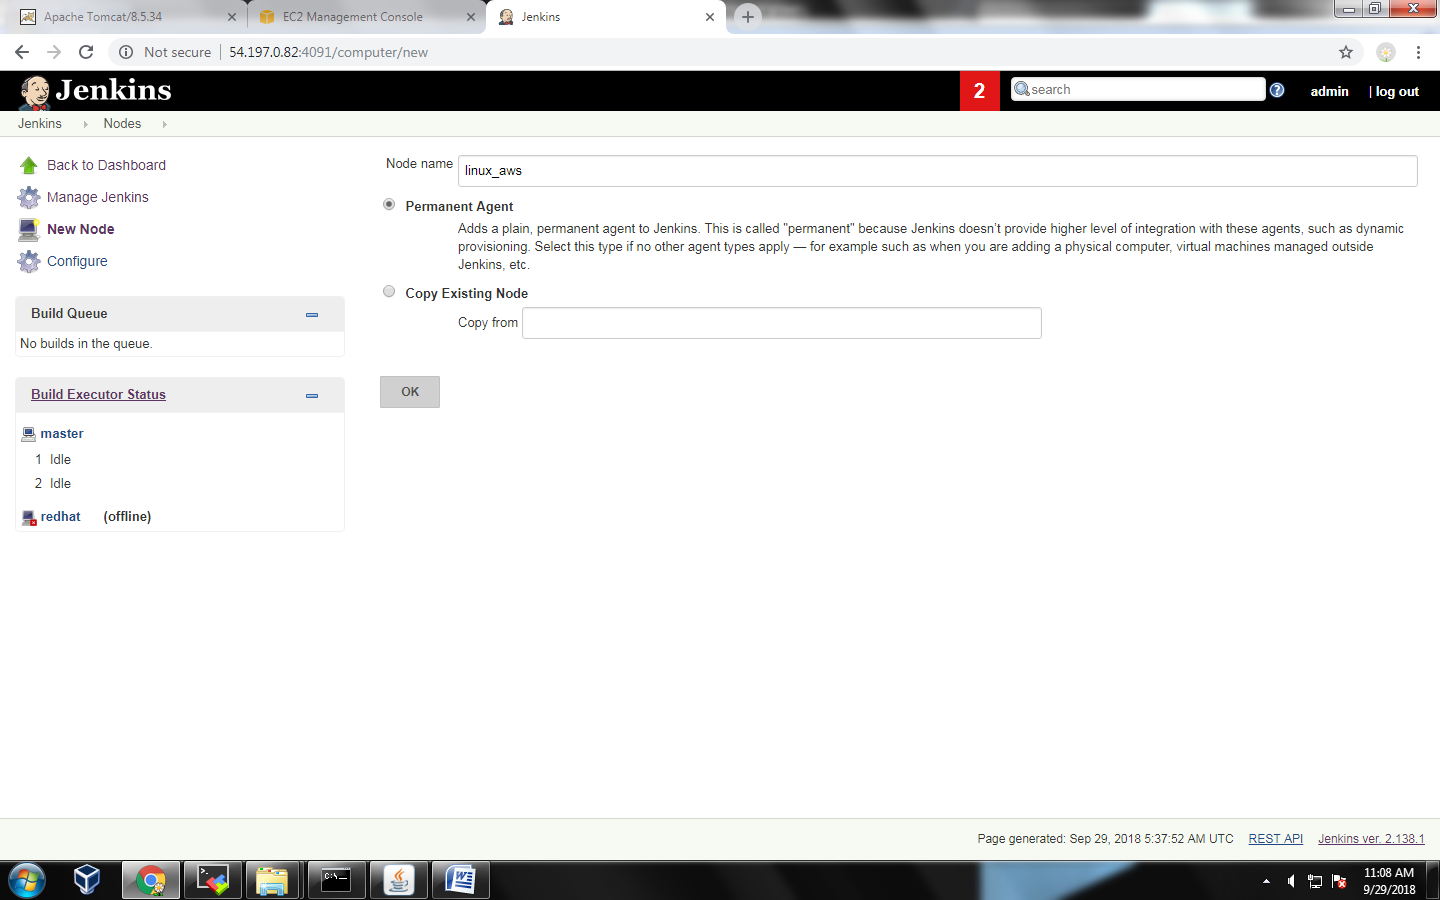 Apache Tomcat/8.5.34
EC2 Management Console
Jenkins
Not secure
54.197.0.82:4091/computer/new
Jenkins
2
search
admin
| log out
Jenkins
Nodes
Back to Dashboard
Manage Jenkins
New Node
Configure
Build Queue
No builds in the queue.
Build Executor Status
master
1 Idle
2 Idle
redhat (offline)
Node name linux_aws
Permanent Agent
Adds a plain, permanent agent to Jenkins. This is called "permanent" because Jenkins doesn't provide higher level of integration with these agents, such as dynamic
provisioning. Select this type if no other agent types apply — for example such as when you are adding a physical computer, virtual machines managed outside
Jenkins, etc.
Copy Existing Node
Copy from
OK
Page generated: Sep 29, 2018 5:37:52 AM UTC
REST API
Jenkins ver. 2.138.1
C:\_
11:08 AM
9/29/2018